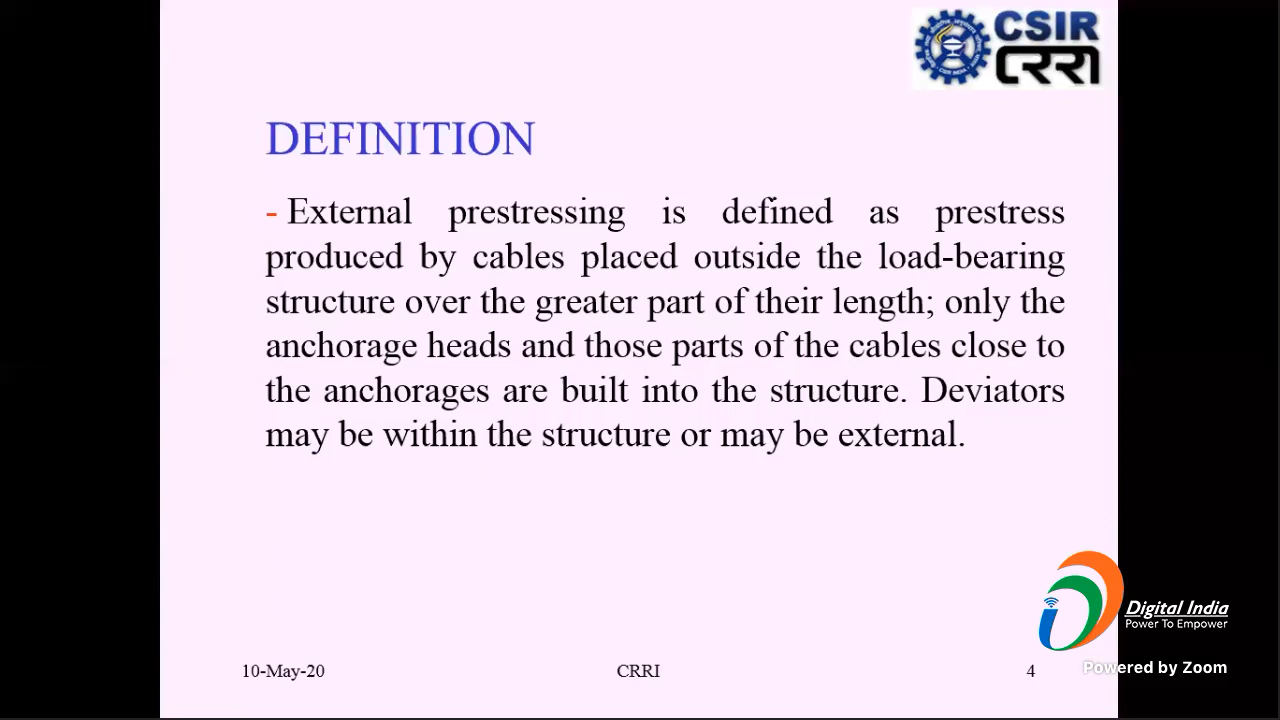 CSIR
CRRI
DEFINITION
- External prestressing is defined as prestress
produced by cables placed outside the load-bearing
structure over the greater part of their length; only the
anchorage heads and those parts of the cables close to
the anchorages are built into the structure. Deviators
may be within the structure or may be external.
Digital India
Power To Empower
Powered by Zoom
10-May-20
CRRI
4